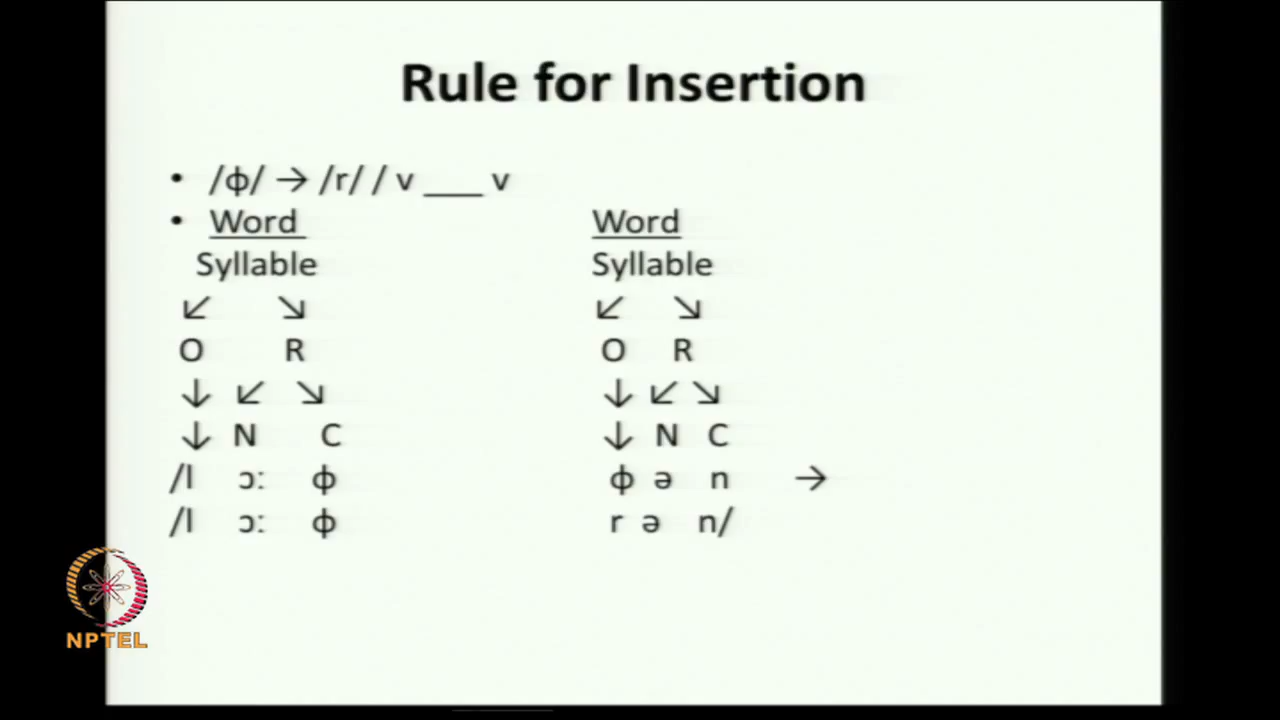 Rule for Insertion
• /ɸ/ → /r/ / v ___ v
• Word Word
Syllable Syllable
↙ ↘ ↙ ↘
O R O R
↓ ↙ ↘ ↓ ↙ ↘
↓ N C ↓ N C
/l ɔː ɸ ɸ ə n →
/l ɔː ɸ r ə n/
NPTEL